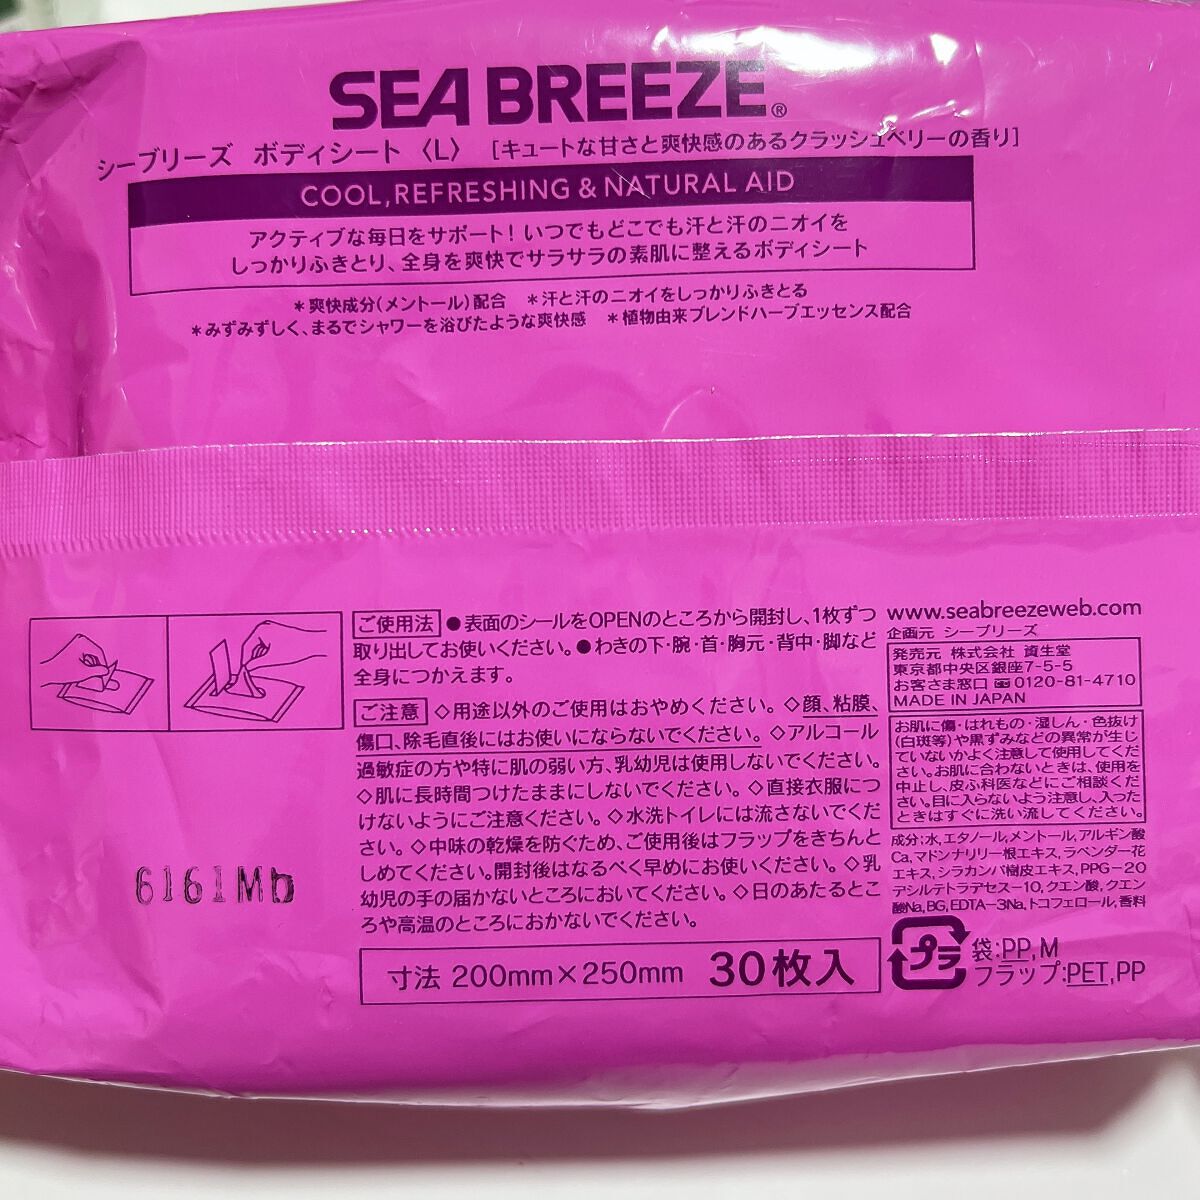 SEA BREEZE®
シーブリーズ ボディシート 〈L〉 [キュートな甘さと爽快感のあるクラッシュベリーの香り]
COOL,REFRESHING & NATURAL AID
アクティブな毎日をサポート!いつでもどこでも汗と汗のニオイを
しっかりふきとり、全身を爽快でサラサラの素肌に整えるボディシート
*爽快成分(メントール)配合 *汗と汗のニオイをしっかりふきとる
*みずみずしく、まるでシャワーを浴びたような爽快感 *植物由来ブレンドハーブエッセンス配合
ご使用法 ●表面のシールをOPENのところから開封し、1枚ずつ
取り出してお使いください。●わきの下・腕・首・胸元・背中・脚など
全身につかえます。
ご注意 ◇用途以外のご使用はおやめください。◇顔、粘膜、
傷口、除毛直後にはお使いにならないでください。◇アルコール
過敏症の方や特に肌の弱い方、乳幼児は使用しないでください。
◇肌に長時間つけたままにしないでください。◇直接衣服につ
けないようにご注意ください。◇水洗トイレには流さないでくだ
さい。◇中味の乾燥を防ぐため、ご使用後はフラップをきちんと
しめてください。開封後はなるべく早めにお使いください。◇乳
幼児の手の届かないところにおいてください。◇日のあたるとこ
ろや高温のところにおかないでください。
寸法 200mm×250mm 30枚入
www.seabreezeweb.com
企画元 シーブリーズ
発売元 株式会社 資生堂
東京都中央区銀座7-5-5
お客さま窓口 0120-81-4710
MADE IN JAPAN
お肌に傷・はれもの・湿しん・色抜け
(白斑等)や黒ずみなどの異常が生じ
ていないかよく注意して使用してくだ
さい。お肌に合わないときは、使用を
中止し、皮ふ科医などにご相談くだ
さい。目に入らないよう注意し、入った
ときはすぐに洗い流してください。
成分:水,エタノール,メントール,アルギン酸
Ca,マドンナリリー根エキス,ラベンダー花
エキス,シラカンバ樹皮エキス,PPG-20
デシルテトラデセス-10,クエン酸,クエン
酸Na,BG,EDTA-3Na,トコフェロール,香料
プラ 袋:PP,M
フラップ:PET,PP
6161Mb